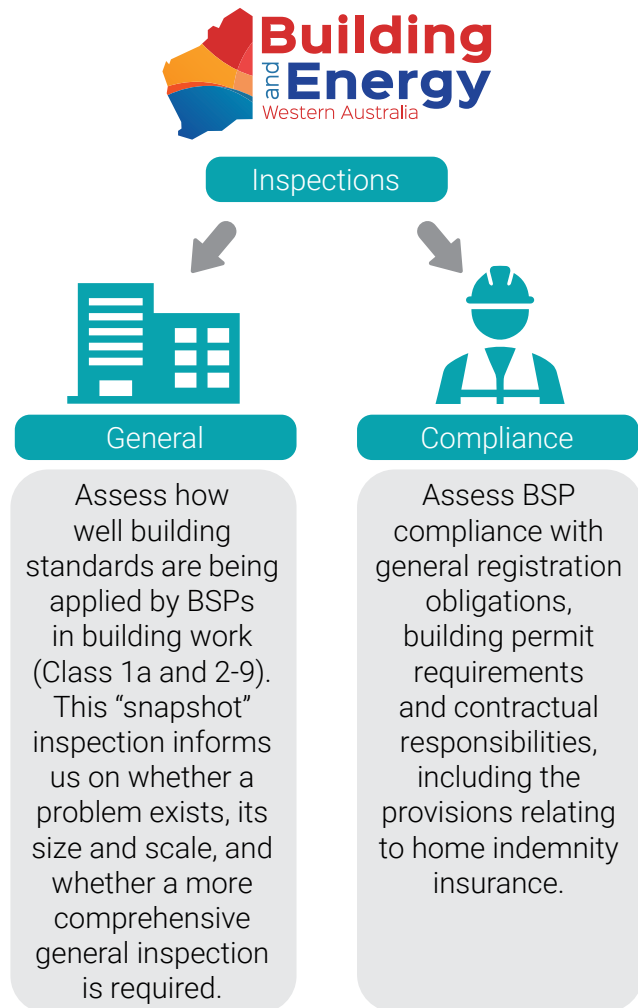 Building
and
Energy
Western Australia
Inspections
General
Assess how
well building
standards are being
applied by BSPs
in building work
(Class 1a and 2-9).
This “snapshot”
inspection informs
us on whether a
problem exists, its
size and scale, and
whether a more
comprehensive
general inspection
is required.
Compliance
Assess BSP
compliance with
general registration
obligations,
building permit
requirements
and contractual
responsibilities,
including the
provisions relating
to home indemnity
insurance.